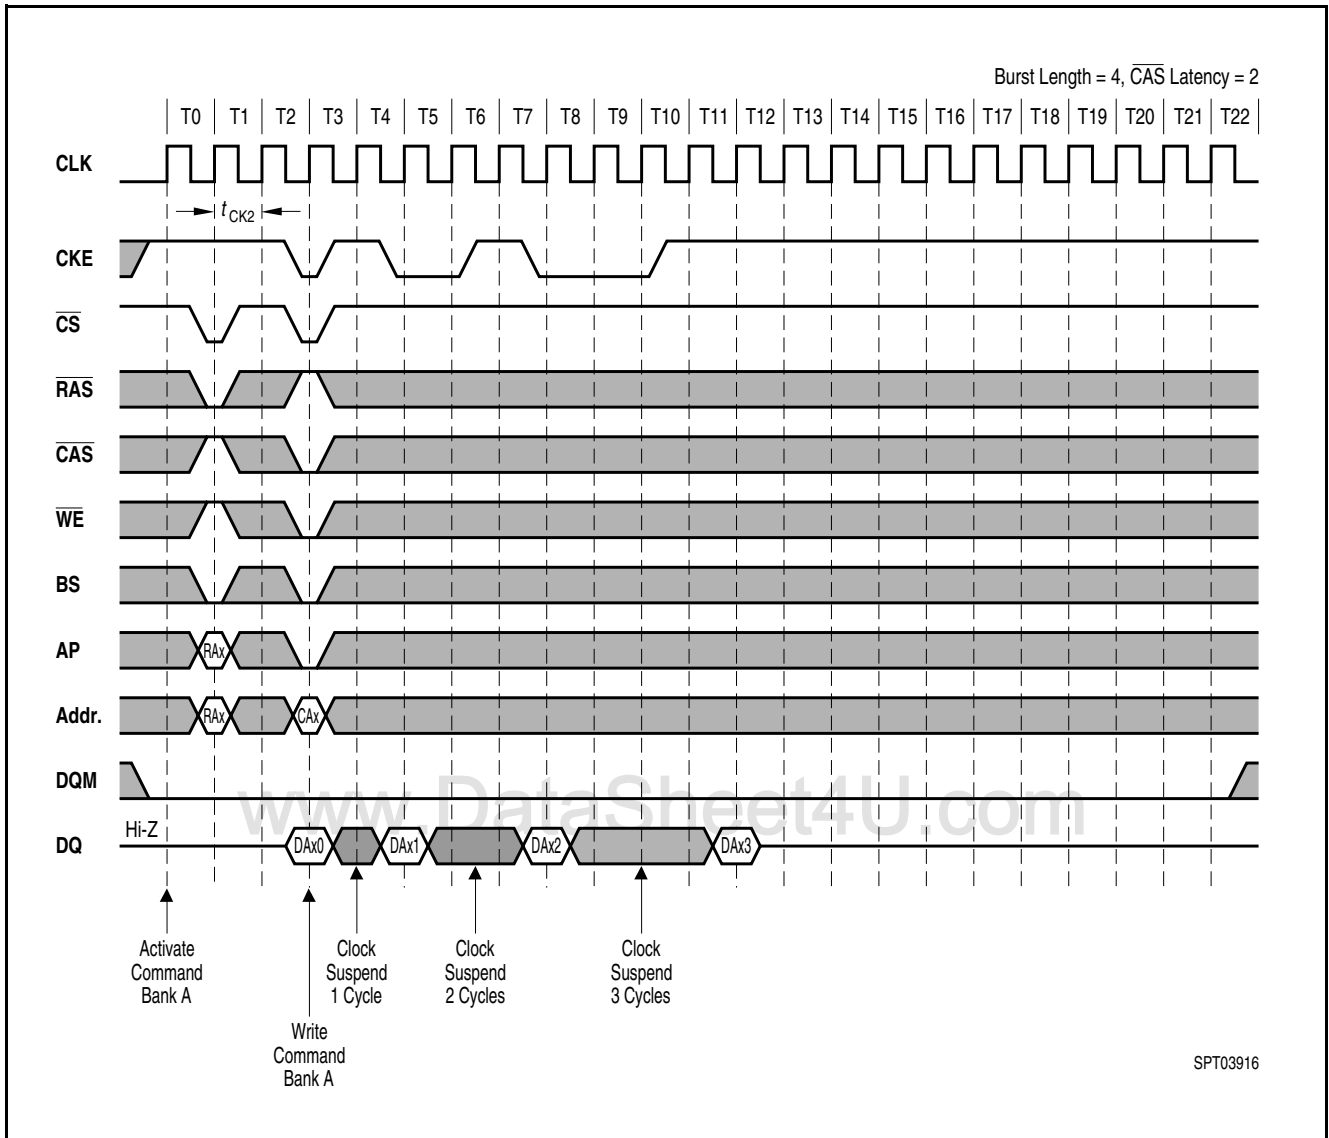 Burst Length = 4, CAS Latency = 2
T0 T1 T2 T3 T4 T5 T6 T7 T8 T9 T10 T11 T12 T13 T14 T15 T16 T17 T18 T19 T20 T21 T22
CLK
tCK2
CKE
CS
RAS
CAS
WE
BS
AP
RAx
Addr.
RAx CAx
DQM
www.DataSheet4U.com
DQ
Hi-Z
DAx0 DAx1 DAx2 DAx3
Activate
Command
Bank A
Write
Command
Bank A
Clock
Suspend
1 Cycle
Clock
Suspend
2 Cycles
Clock
Suspend
3 Cycles
SPT03916